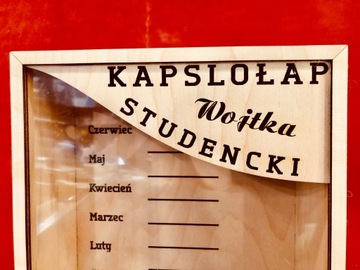 KAPSLOŁAP
Wojtka
STUDENCKI
Czerwiec
Maj
Kwiecień
Marzec
Luty